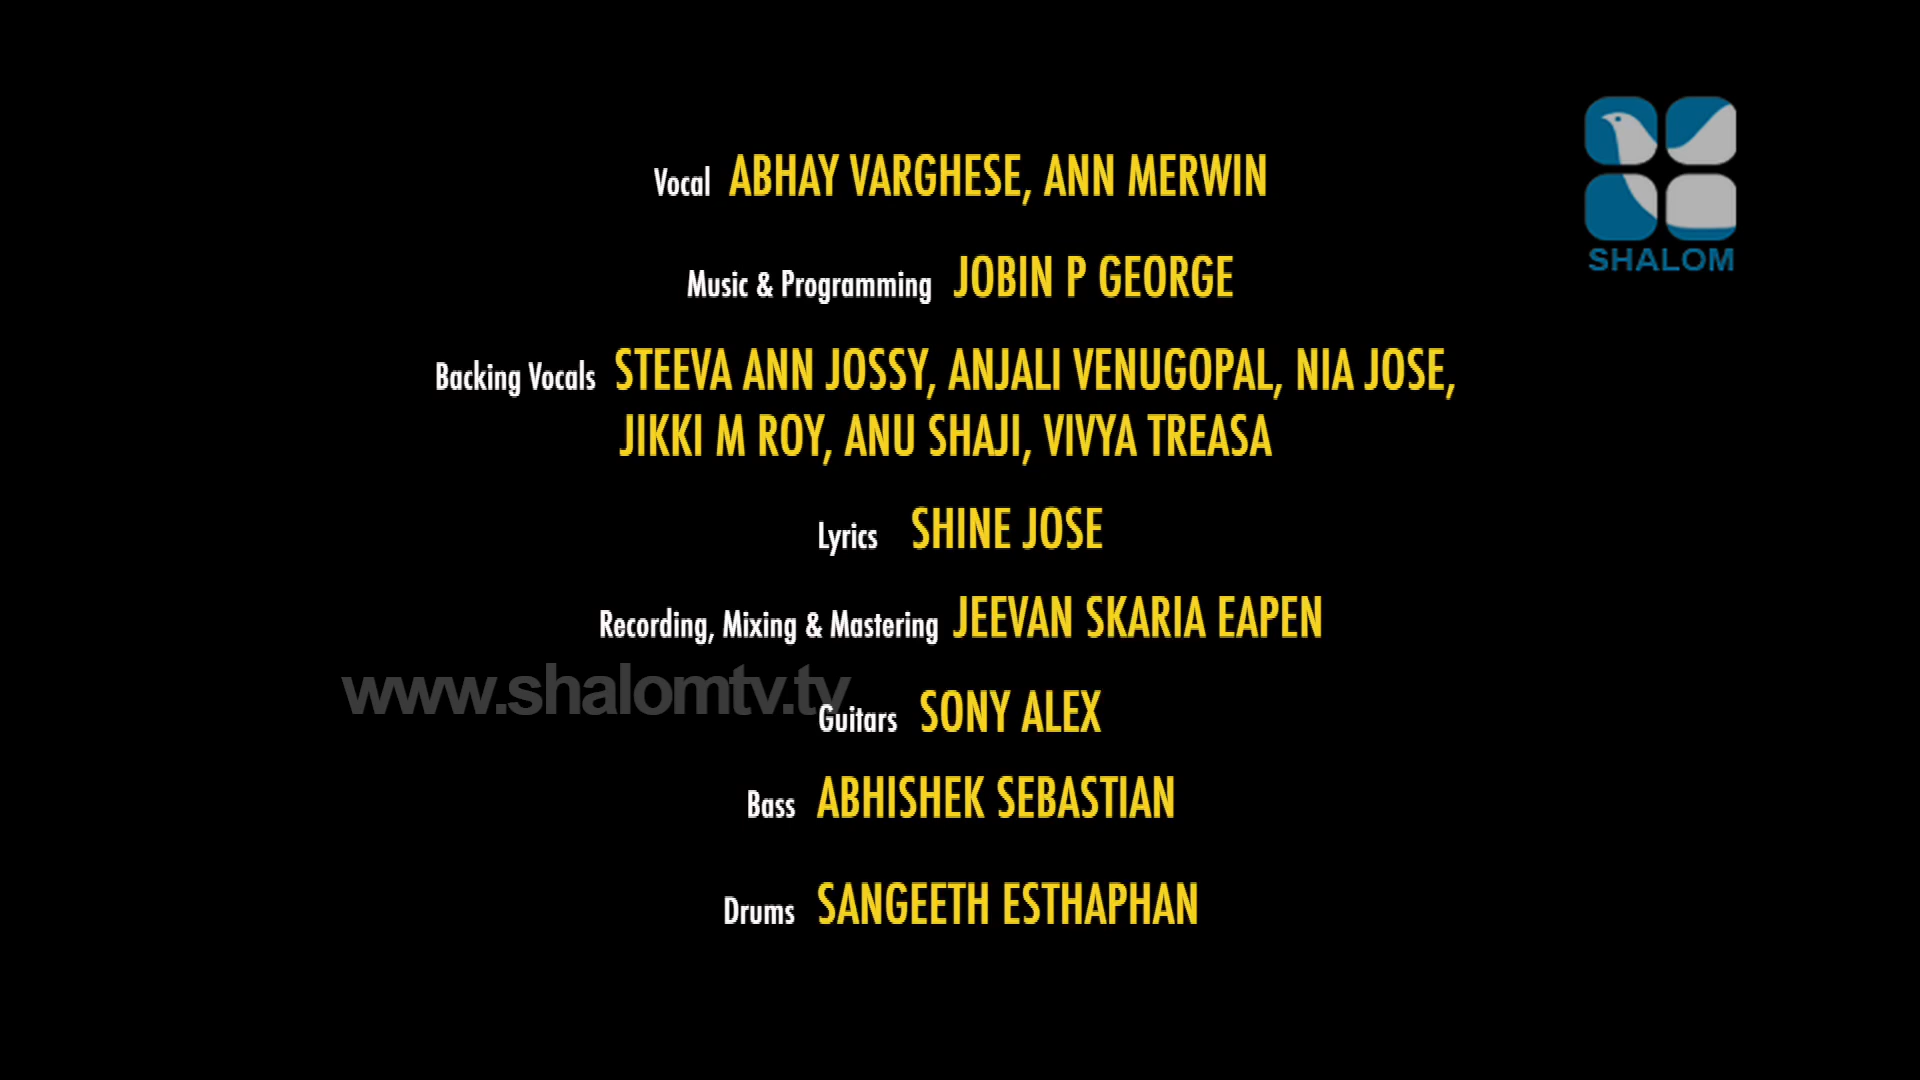 Vocal ABHAY VARGHESE, ANN MERWIN
SHALOM
Music & Programming JOBIN P GEORGE
Backing Vocals STEEVA ANN JOSSY, ANJALI VENUGOPAL, NIA JOSE,
JIKKI M ROY, ANU SHAJI, VIVYA TREASA
Lyrics SHINE JOSE
Recording, Mixing & Mastering JEEVAN SKARIA EAPEN
www.shalomtv.tv
Guitars SONY ALEX
Bass ABHISHEK SEBASTIAN
Drums SANGEETH ESTHAPHAN